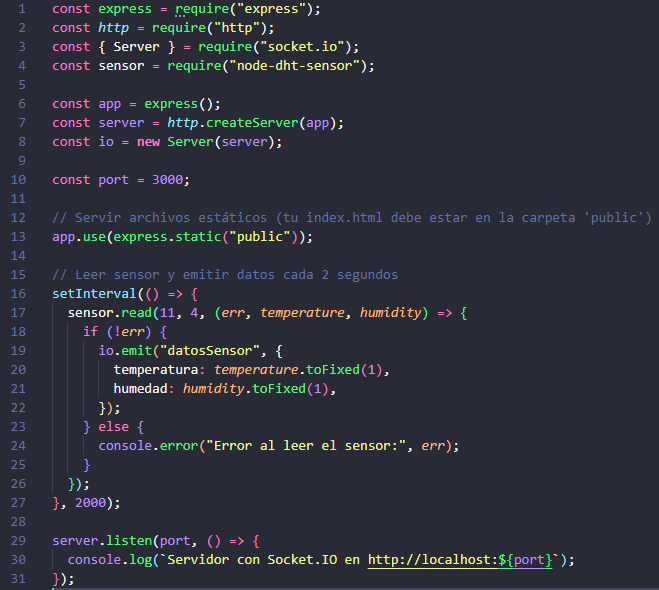 1 const express = require("express");
2 const http = require("http");
3 const { Server } = require("socket.io");
4 const sensor = require("node-dht-sensor");
5
6 const app = express();
7 const server = http.createServer(app);
8 const io = new Server(server);
9
10 const port = 3000;
11
12 // Servir archivos estáticos (tu index.html debe estar en la carpeta 'public')
13 app.use(express.static("public"));
14
15 // Leer sensor y emitir datos cada 2 segundos
16 setInterval(() => {
17   sensor.read(11, 4, (err, temperature, humidity) => {
18     if (!err) {
19       io.emit("datosSensor", {
20         temperatura: temperature.toFixed(1),
21         humedad: humidity.toFixed(1),
22       });
23     } else {
24       console.error("Error al leer el sensor:", err);
25     }
26   });
27 }, 2000);
28
29 server.listen(port, () => {
30   console.log(`Servidor con Socket.IO en http://localhost:${port}`);
31 });